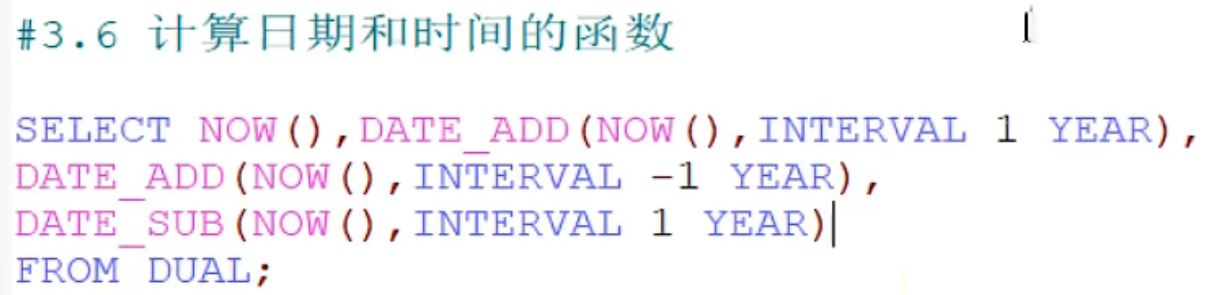 #3.6 计算日期和时间的函数
SELECT NOW(),DATE_ADD(NOW(),INTERVAL 1 YEAR),
DATE_ADD(NOW(),INTERVAL -1 YEAR),
DATE_SUB(NOW(),INTERVAL 1 YEAR)
FROM DUAL;